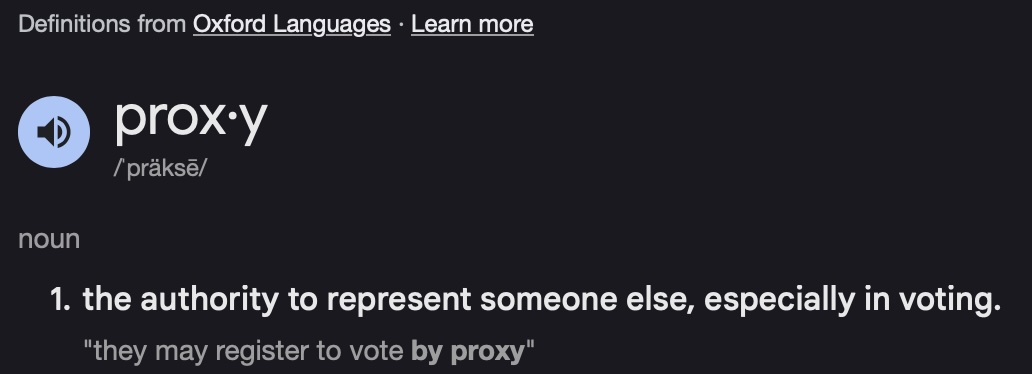 Definitions from Oxford Languages · Learn more
prox·y
/ˈpräksē/
noun
1. the authority to represent someone else, especially in voting.
"they may register to vote by proxy"